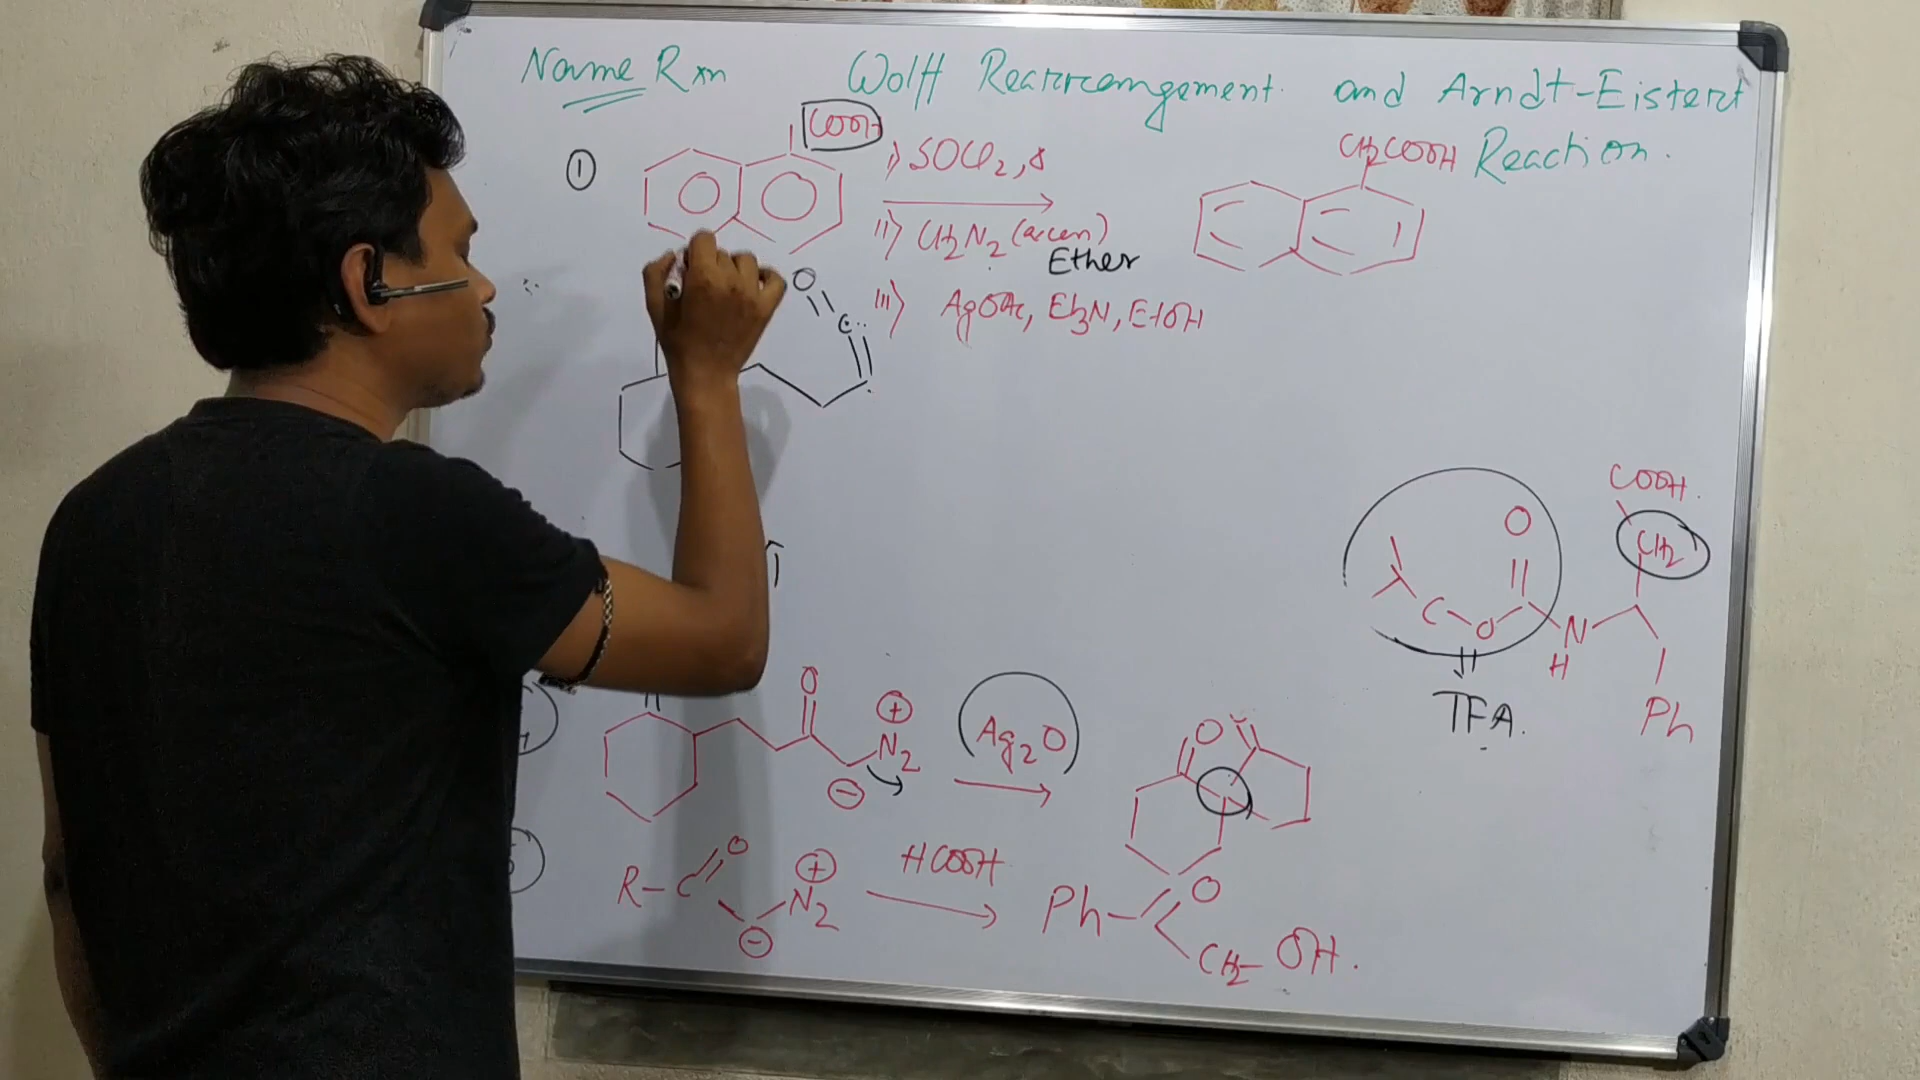 Name Rxn Wolff Rearrangement and Arndt-Eistert
Reaction.
①
COOH
i) SOCl2, δ
ii) CH2N2 (excen)
Ether
iii) AgOAc, Et3N, EtOH
CH2COOH
O
C
COOH.
CH2
O
C O N
H
Ph
TFA.
O
⊕
N2
⊖
Ag2O
O
R-C O
⊕
N2
⊖
HCOOH
Ph
O
CH2-OH.